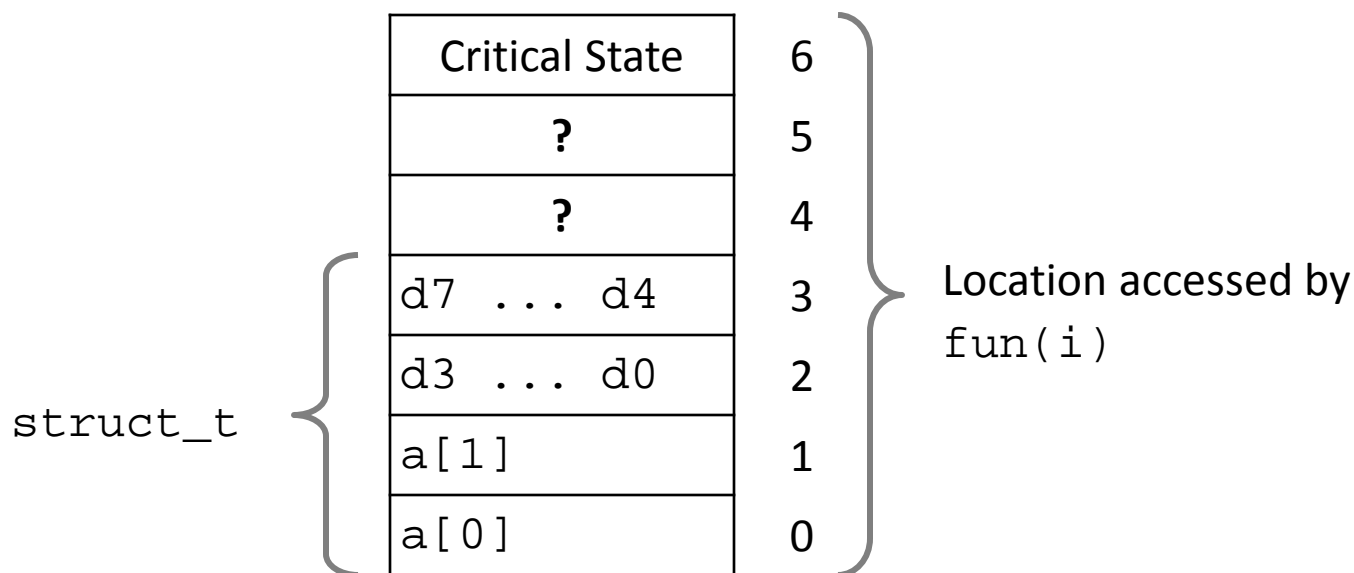 Critical State 6
? 5
? 4
d7 ... d4 3
d3 ... d0 2
a[1] 1
a[0] 0
struct_t
Location accessed by
fun(i)